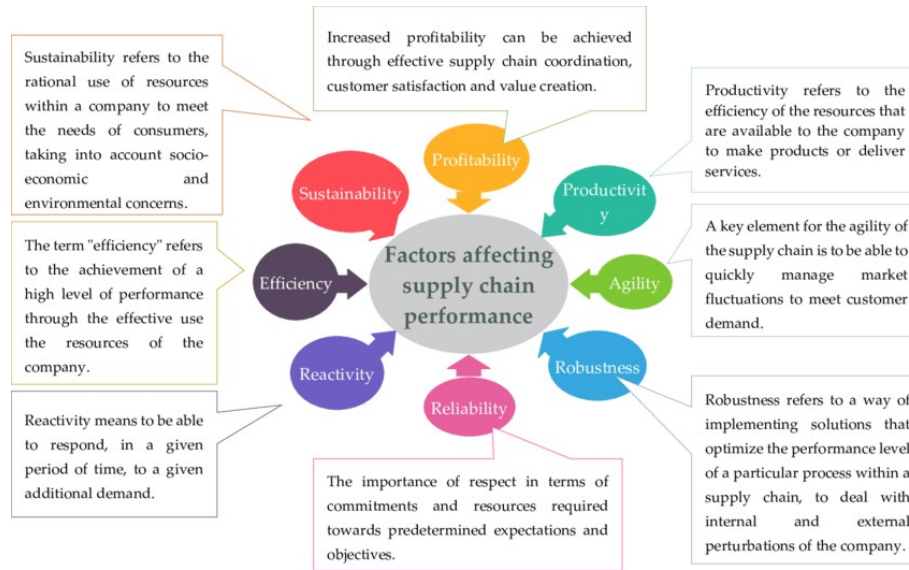 Sustainability refers to the
rational use of resources
within a company to meet
the needs of consumers,
taking into account socio-
economic and
environmental concerns.
Increased profitability can be achieved
through effective supply chain coordination,
customer satisfaction and value creation.
Productivity refers to the
efficiency of the resources that
are available to the company
to make products or deliver
services.
The term "efficiency" refers
to the achievement of a
high level of performance
through the effective use
the resources of the
company.
A key element for the agility of
the supply chain is to be able to
quickly manage market
fluctuations to meet customer
demand.
Reactivity means to be able
to respond, in a given
period of time, to a given
additional demand.
The importance of respect in terms of
commitments and resources required
towards predetermined expectations and
objectives.
Robustness refers to a way of
implementing solutions that
optimize the performance level
of a particular process within a
supply chain, to deal with
internal and external
perturbations of the company.
Profitability
Sustainability
Productivit
y
Efficiency
Factors affecting
supply chain
performance
Agility
Reactivity
Robustness
Reliability